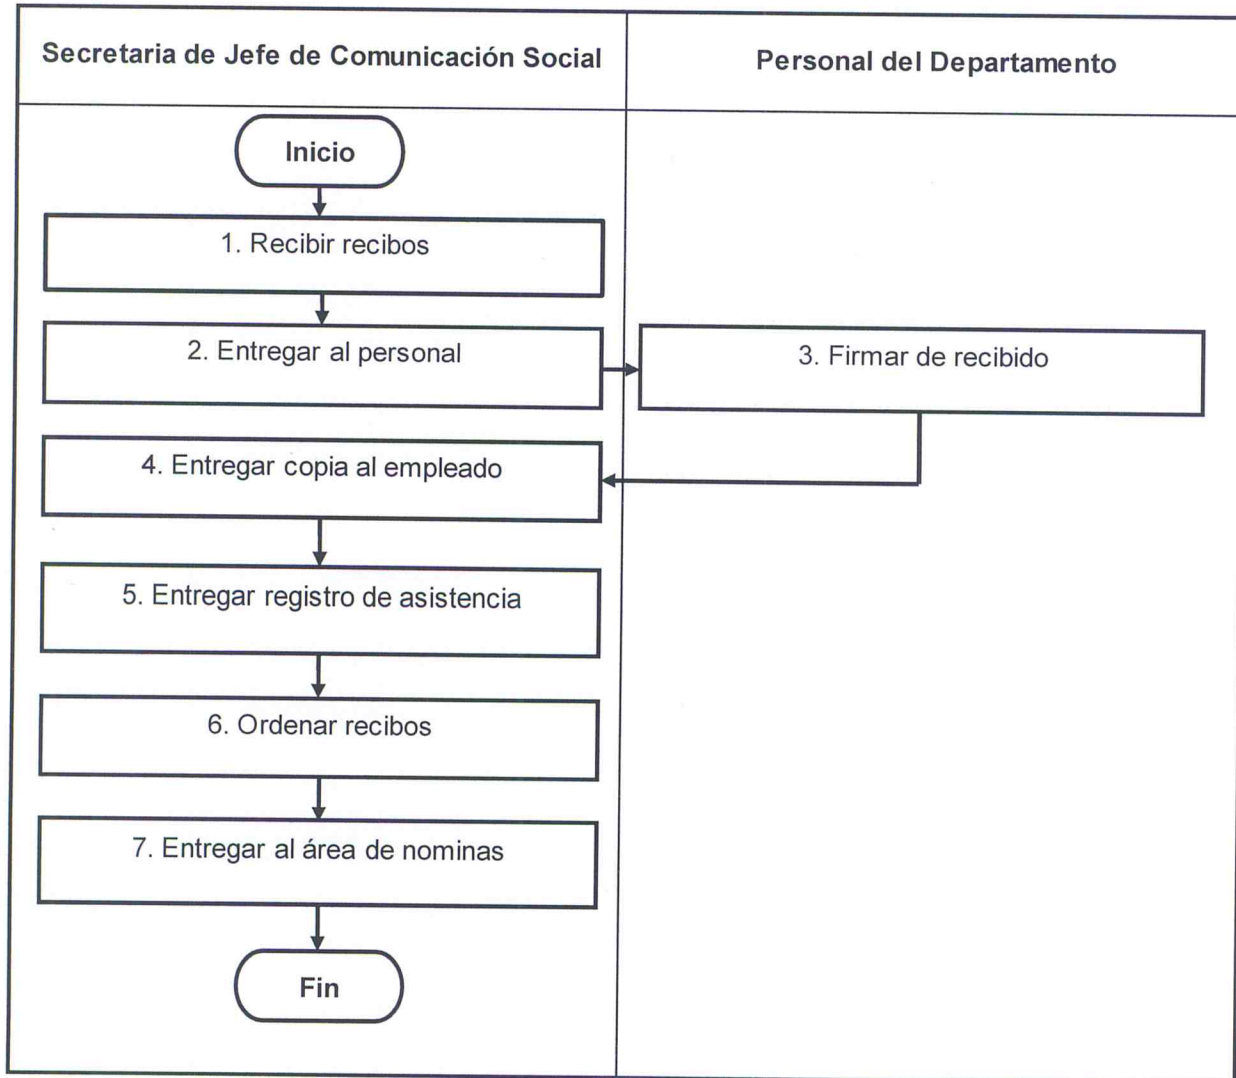 Secretaria de Jefe de Comunicación Social
Personal del Departamento
Inicio
1. Recibir recibos
2. Entregar al personal
3. Firmar de recibido
4. Entregar copia al empleado
5. Entregar registro de asistencia
6. Ordenar recibos
7. Entregar al área de nominas
Fin